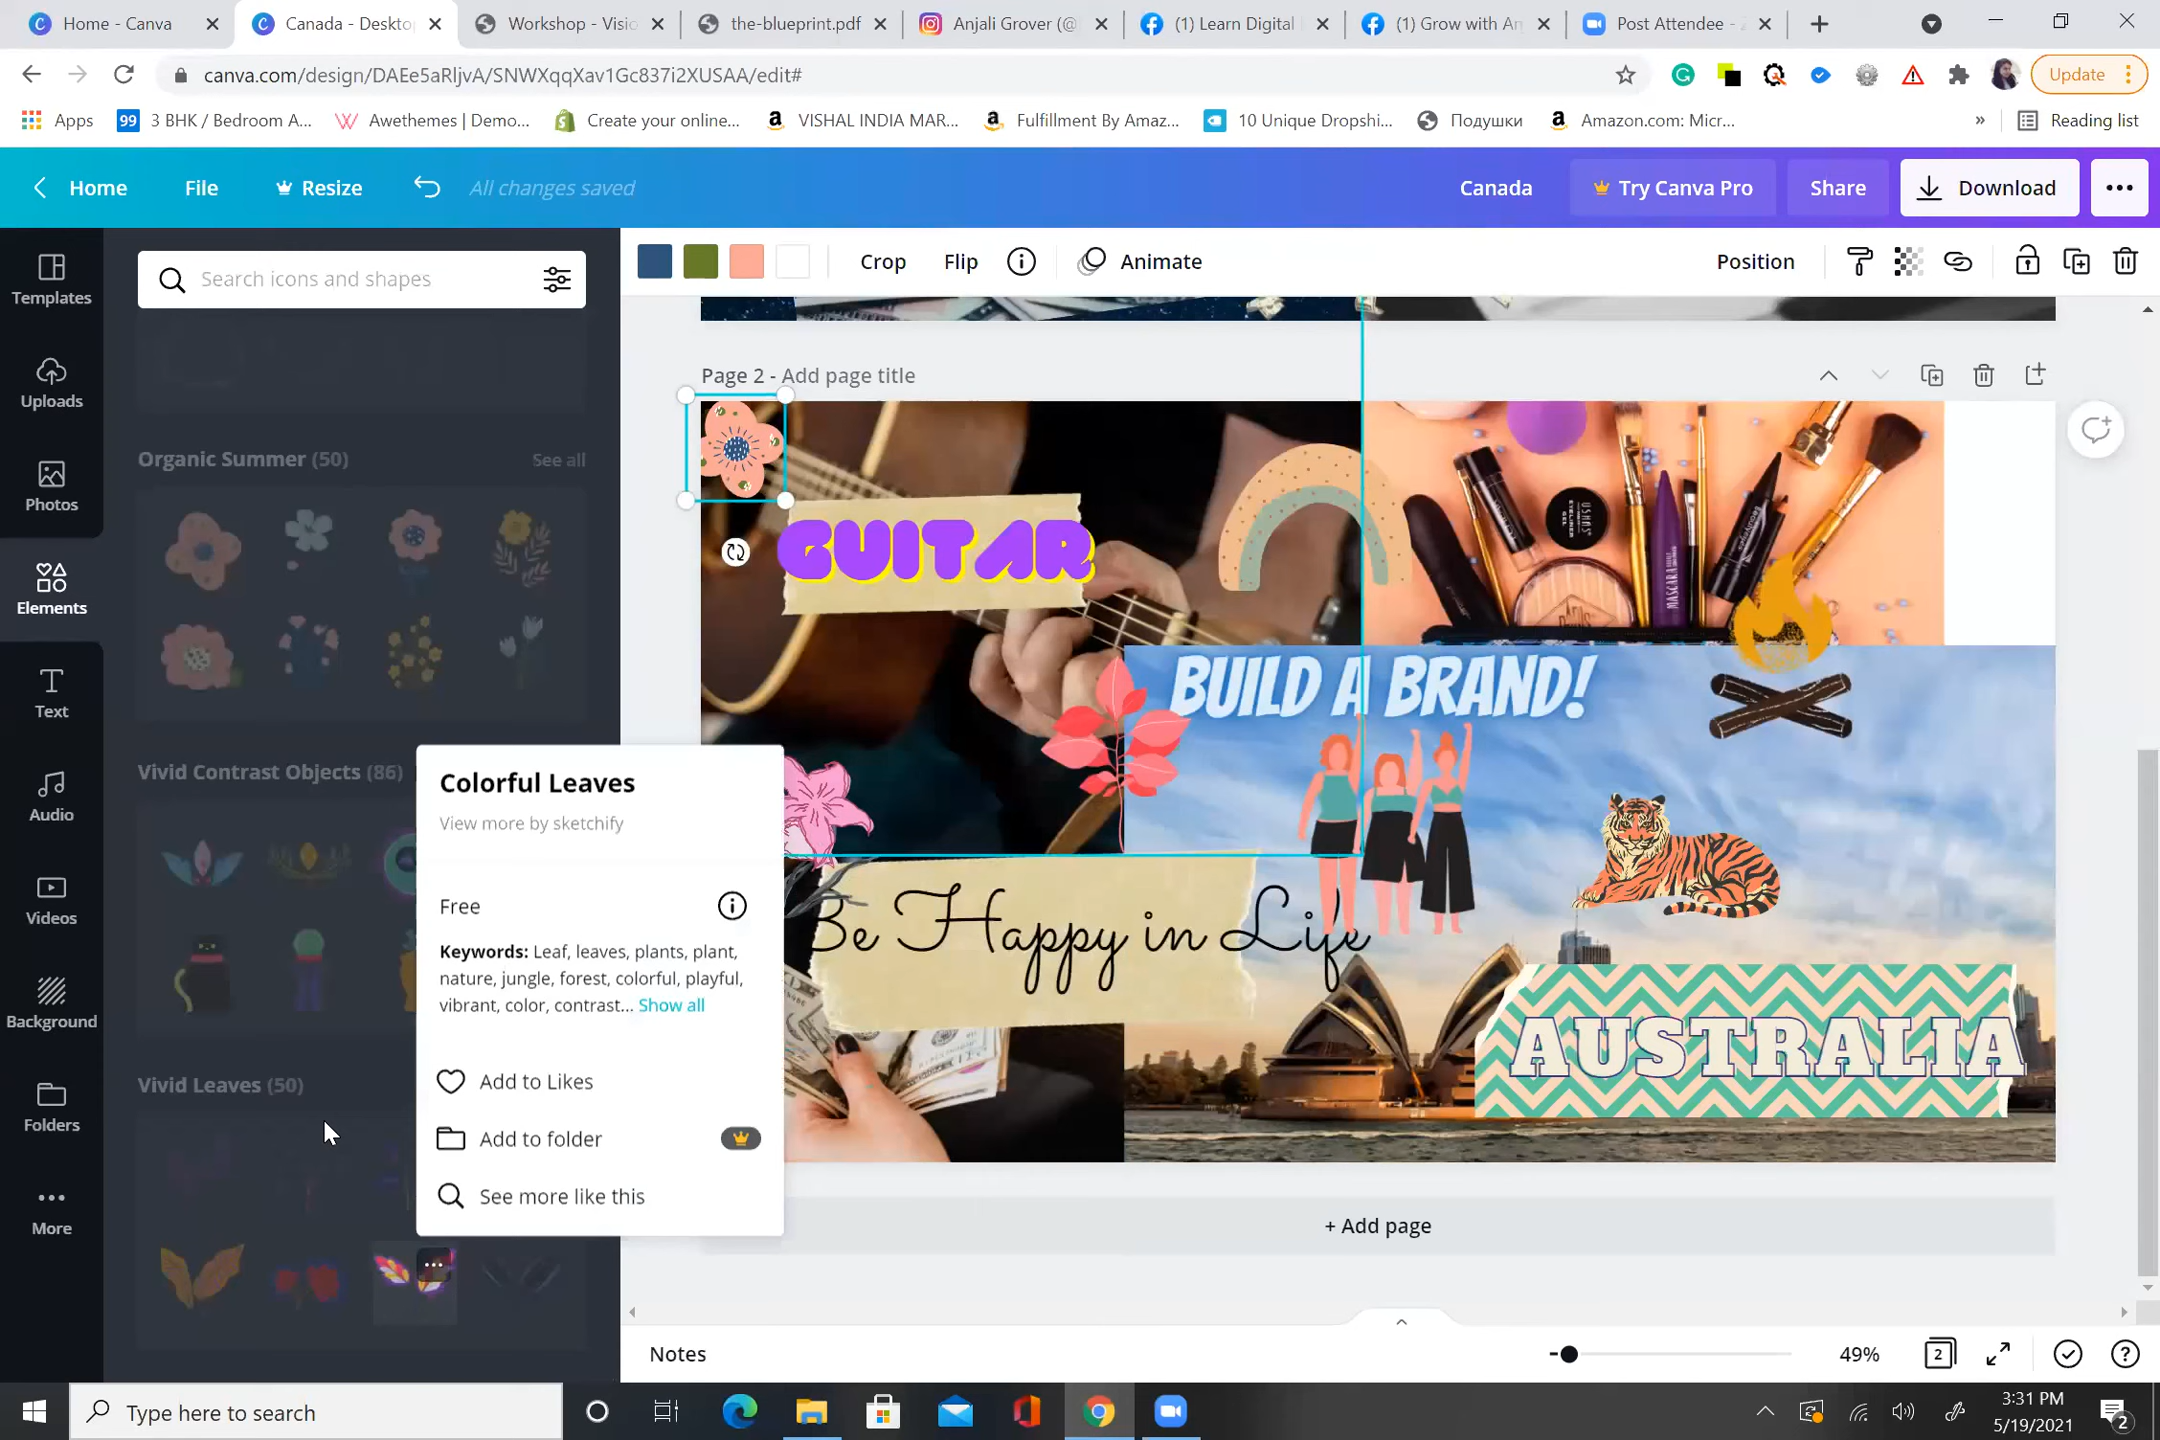 Home - Canva
Canada - Deskto
Workshop - Visio
the-blueprint.pdf
Anjali Grover (@
(1) Learn Digital
(1) Grow with An
Post Attendee - Z
canva.com/design/DAEe5aRljvA/SNWXqqXav1Gc837i2XUSAA/edit#
Update
Apps
99 3 BHK / Bedroom A...
Awethemes | Demo...
Create your online...
VISHAL INDIA MAR...
Fulfillment By Amaz...
10 Unique Dropshi...
Подушки
Amazon.com: Micr...
»
Reading list
Home
File
Resize
All changes saved
Canada
Try Canva Pro
Share
Download
Search icons and shapes
Crop
Flip
Animate
Position
Templates
Uploads
Photos
Elements
Text
Audio
Videos
Background
Folders
More
Organic Summer (50)
See all
Vivid Contrast Objects (86)
Vivid Leaves (50)
Colorful Leaves
View more by sketchify
Free
Keywords: Leaf, leaves, plants, plant,
nature, jungle, forest, colorful, playful,
vibrant, color, contrast... Show all
Add to Likes
Add to folder
See more like this
Page 2 - Add page title
GUITAR
MASCARA
BUILD A BRAND!
Be Happy in Life
AUSTRALIA
+ Add page
Notes
49%
2
Type here to search
3:31 PM
5/19/2021
2